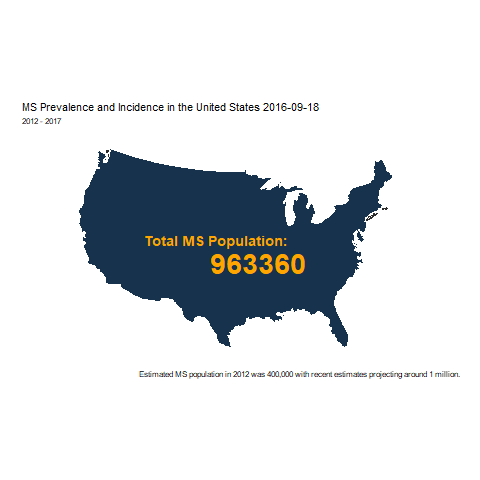 MS Prevalence and Incidence in the United States 2016-09-18
2012 - 2017
Total MS Population:
963360
Estimated MS population in 2012 was 400,000 with recent estimates projecting around 1 million.